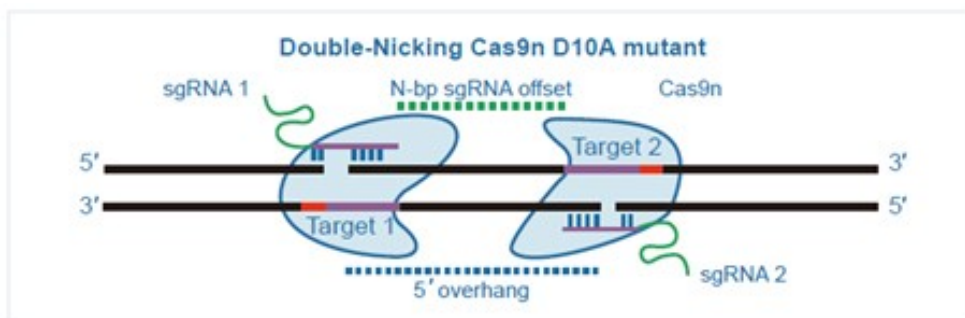 Double-Nicking Cas9n D10A mutant
sgRNA 1
N-bp sgRNA offset
Cas9n
Target 2
5′
3′
3′
5′
Target 1
sgRNA 2
5′ overhang